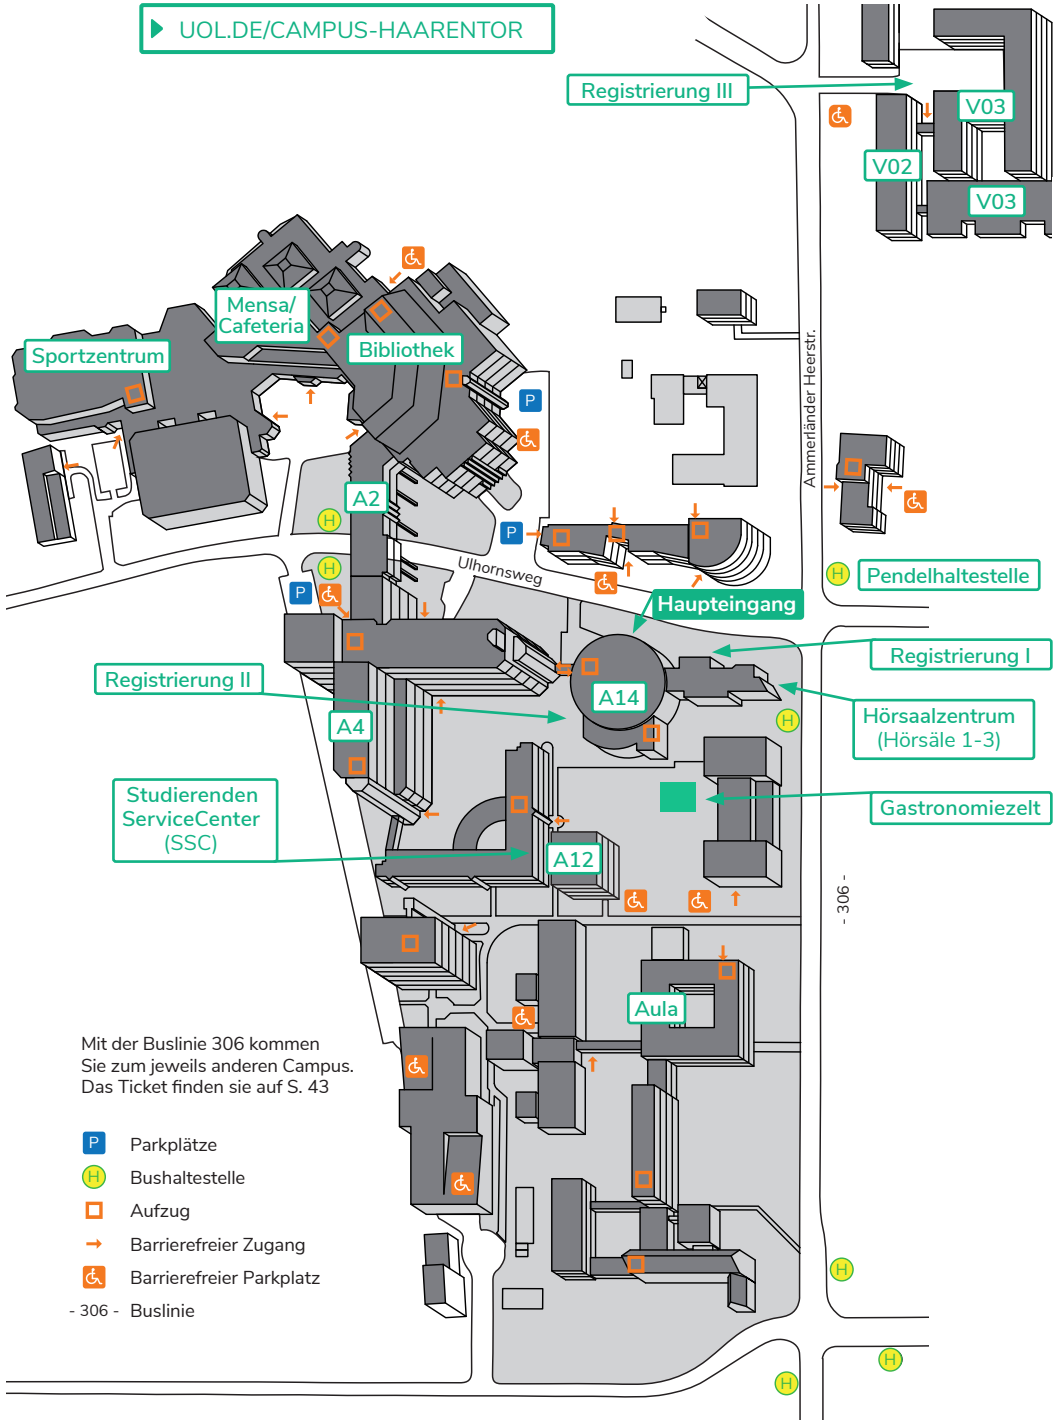 UOL.DE/CAMPUS-HAARENTOR
Registrierung III
V03
V02
V03
Mensa/
Cafeteria
Sportzentrum
Bibliothek
P
Ammerländer Heerstr.
A2
H
P
Ulhornsweg
H
P
H
Pendelhaltestelle
Haupteingang
Registrierung I
Registrierung II
A14
A4
H
Hörsaalzentrum
(Hörsäle 1-3)
Studierenden
ServiceCenter
(SSC)
Gastronomiezelt
A12
- 306 -
Aula
Mit der Buslinie 306 kommen
Sie zum jeweils anderen Campus.
Das Ticket finden sie auf S. 43
P Parkplätze
H Bushaltestelle
Aufzug
Barrierefreier Zugang
Barrierefreier Parkplatz
- 306 - Buslinie
H
H
H